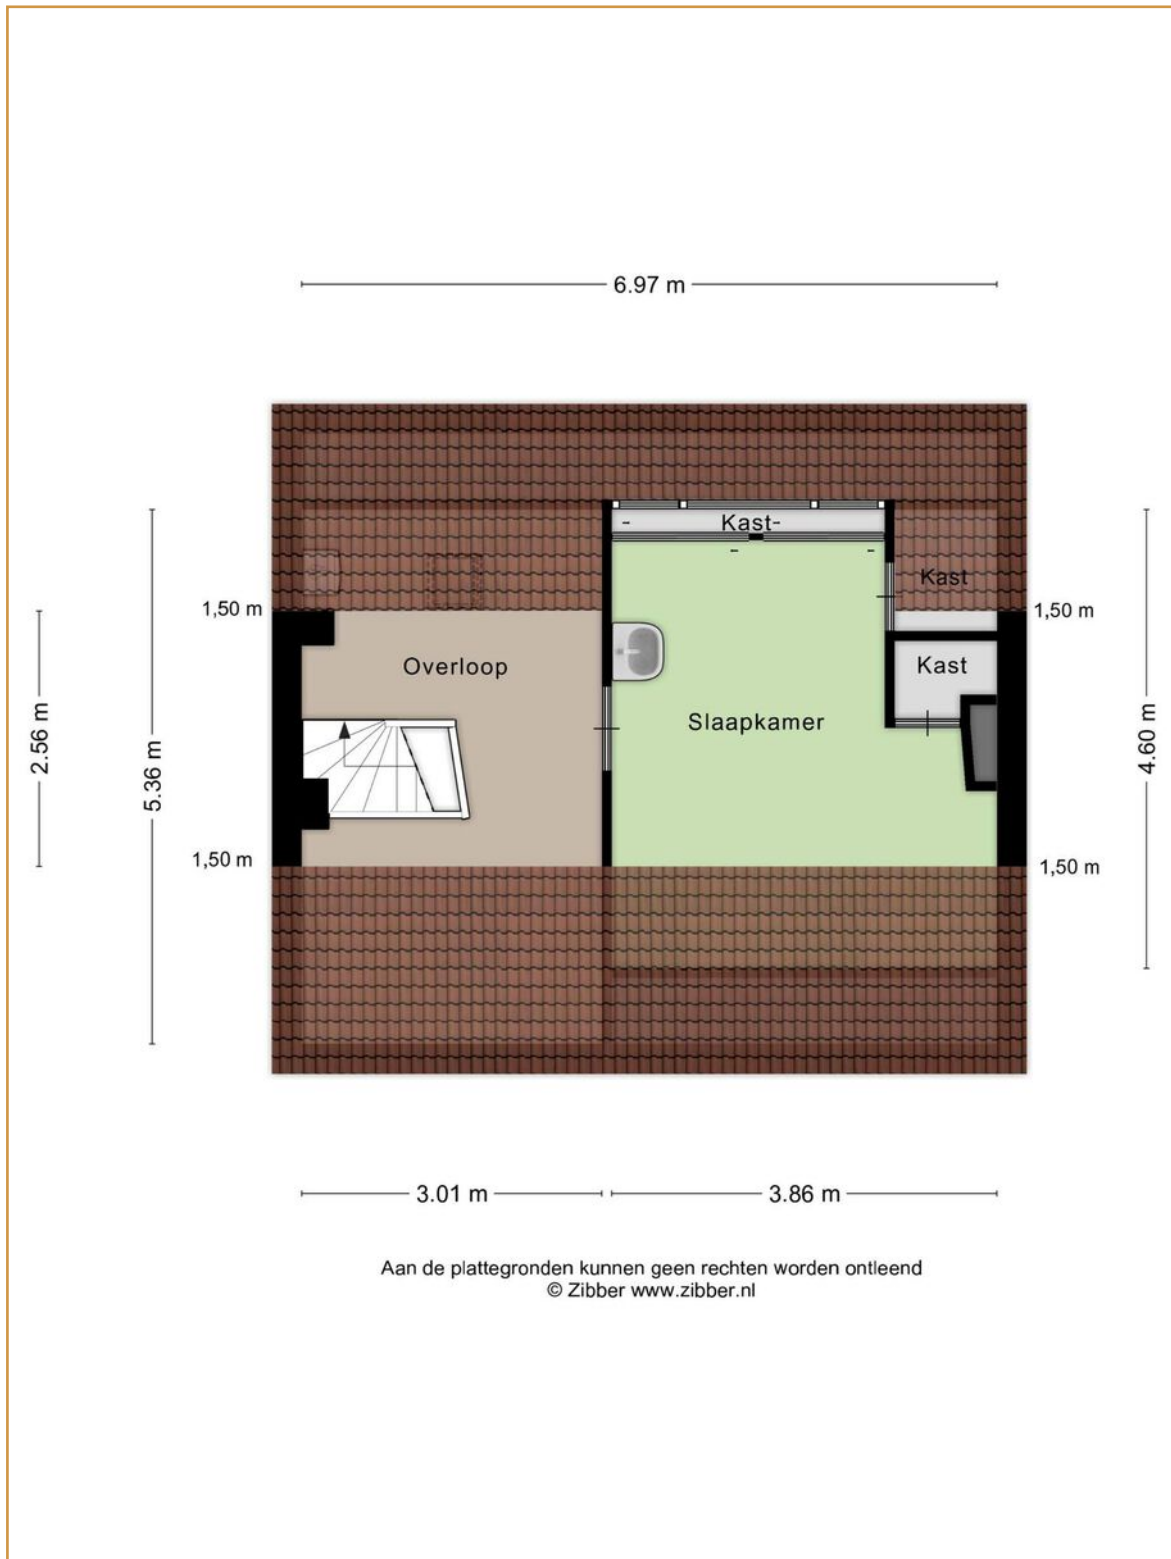 6.97 m
Kast
Kast
1,50 m
1,50 m
Overloop
Kast
Slaapkamer
2.56 m
5.36 m
4.60 m
1,50 m
1,50 m
3.01 m
3.86 m
Aan de plattegronden kunnen geen rechten worden ontleend
© Zibber www.zibber.nl